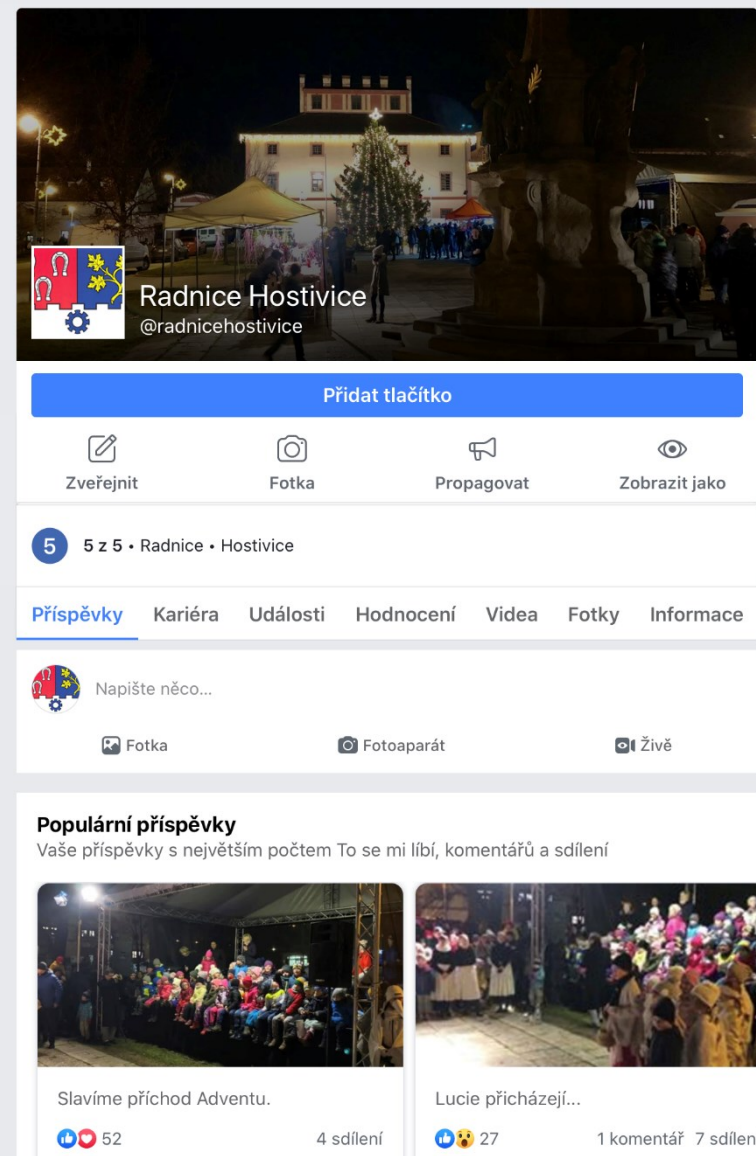 Radnice Hostivice
@radnicehostivice
Přidat tlačítko
Zveřejnit
Fotka
Propagovat
Zobrazit jako
5
5 z 5 • Radnice • Hostivice
Příspěvky
Kariéra
Události
Hodnocení
Videa
Fotky
Informace
Napište něco...
Fotka
Fotoaparát
Živě
Populární příspěvky
Vaše příspěvky s největším počtem To se mi líbí, komentářů a sdílení
Slavíme příchod Adventu.
52
4 sdílení
Lucie přicházejí...
27
1 komentář
7 sdílen